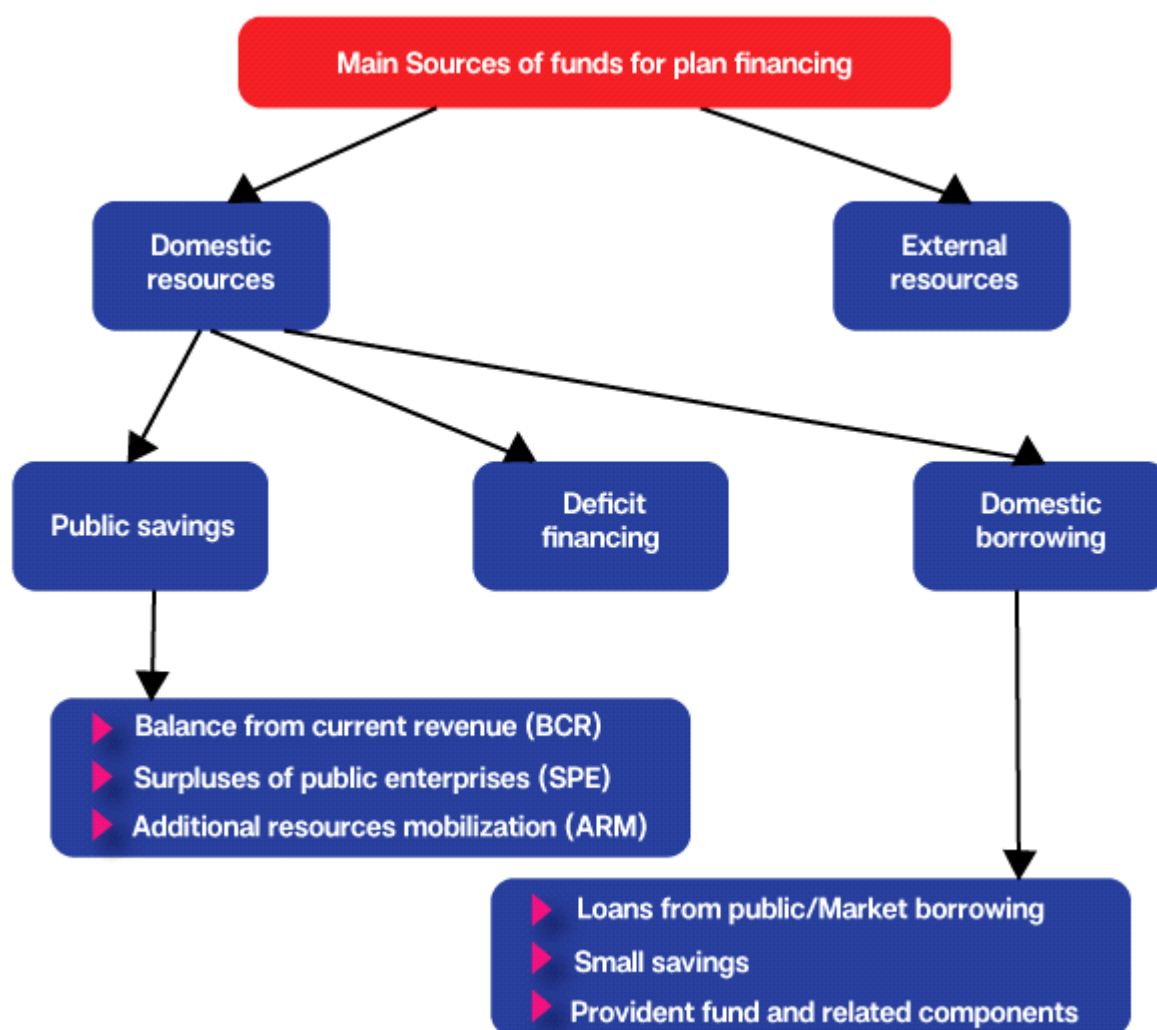 Main Sources of funds for plan financing
Domestic
resources
External
resources
Public savings
Deficit
financing
Domestic
borrowing
Balance from current revenue (BCR)
Surpluses of public enterprises (SPE)
Additional resources mobilization (ARM)
Loans from public/Market borrowing
Small savings
Provident fund and related components